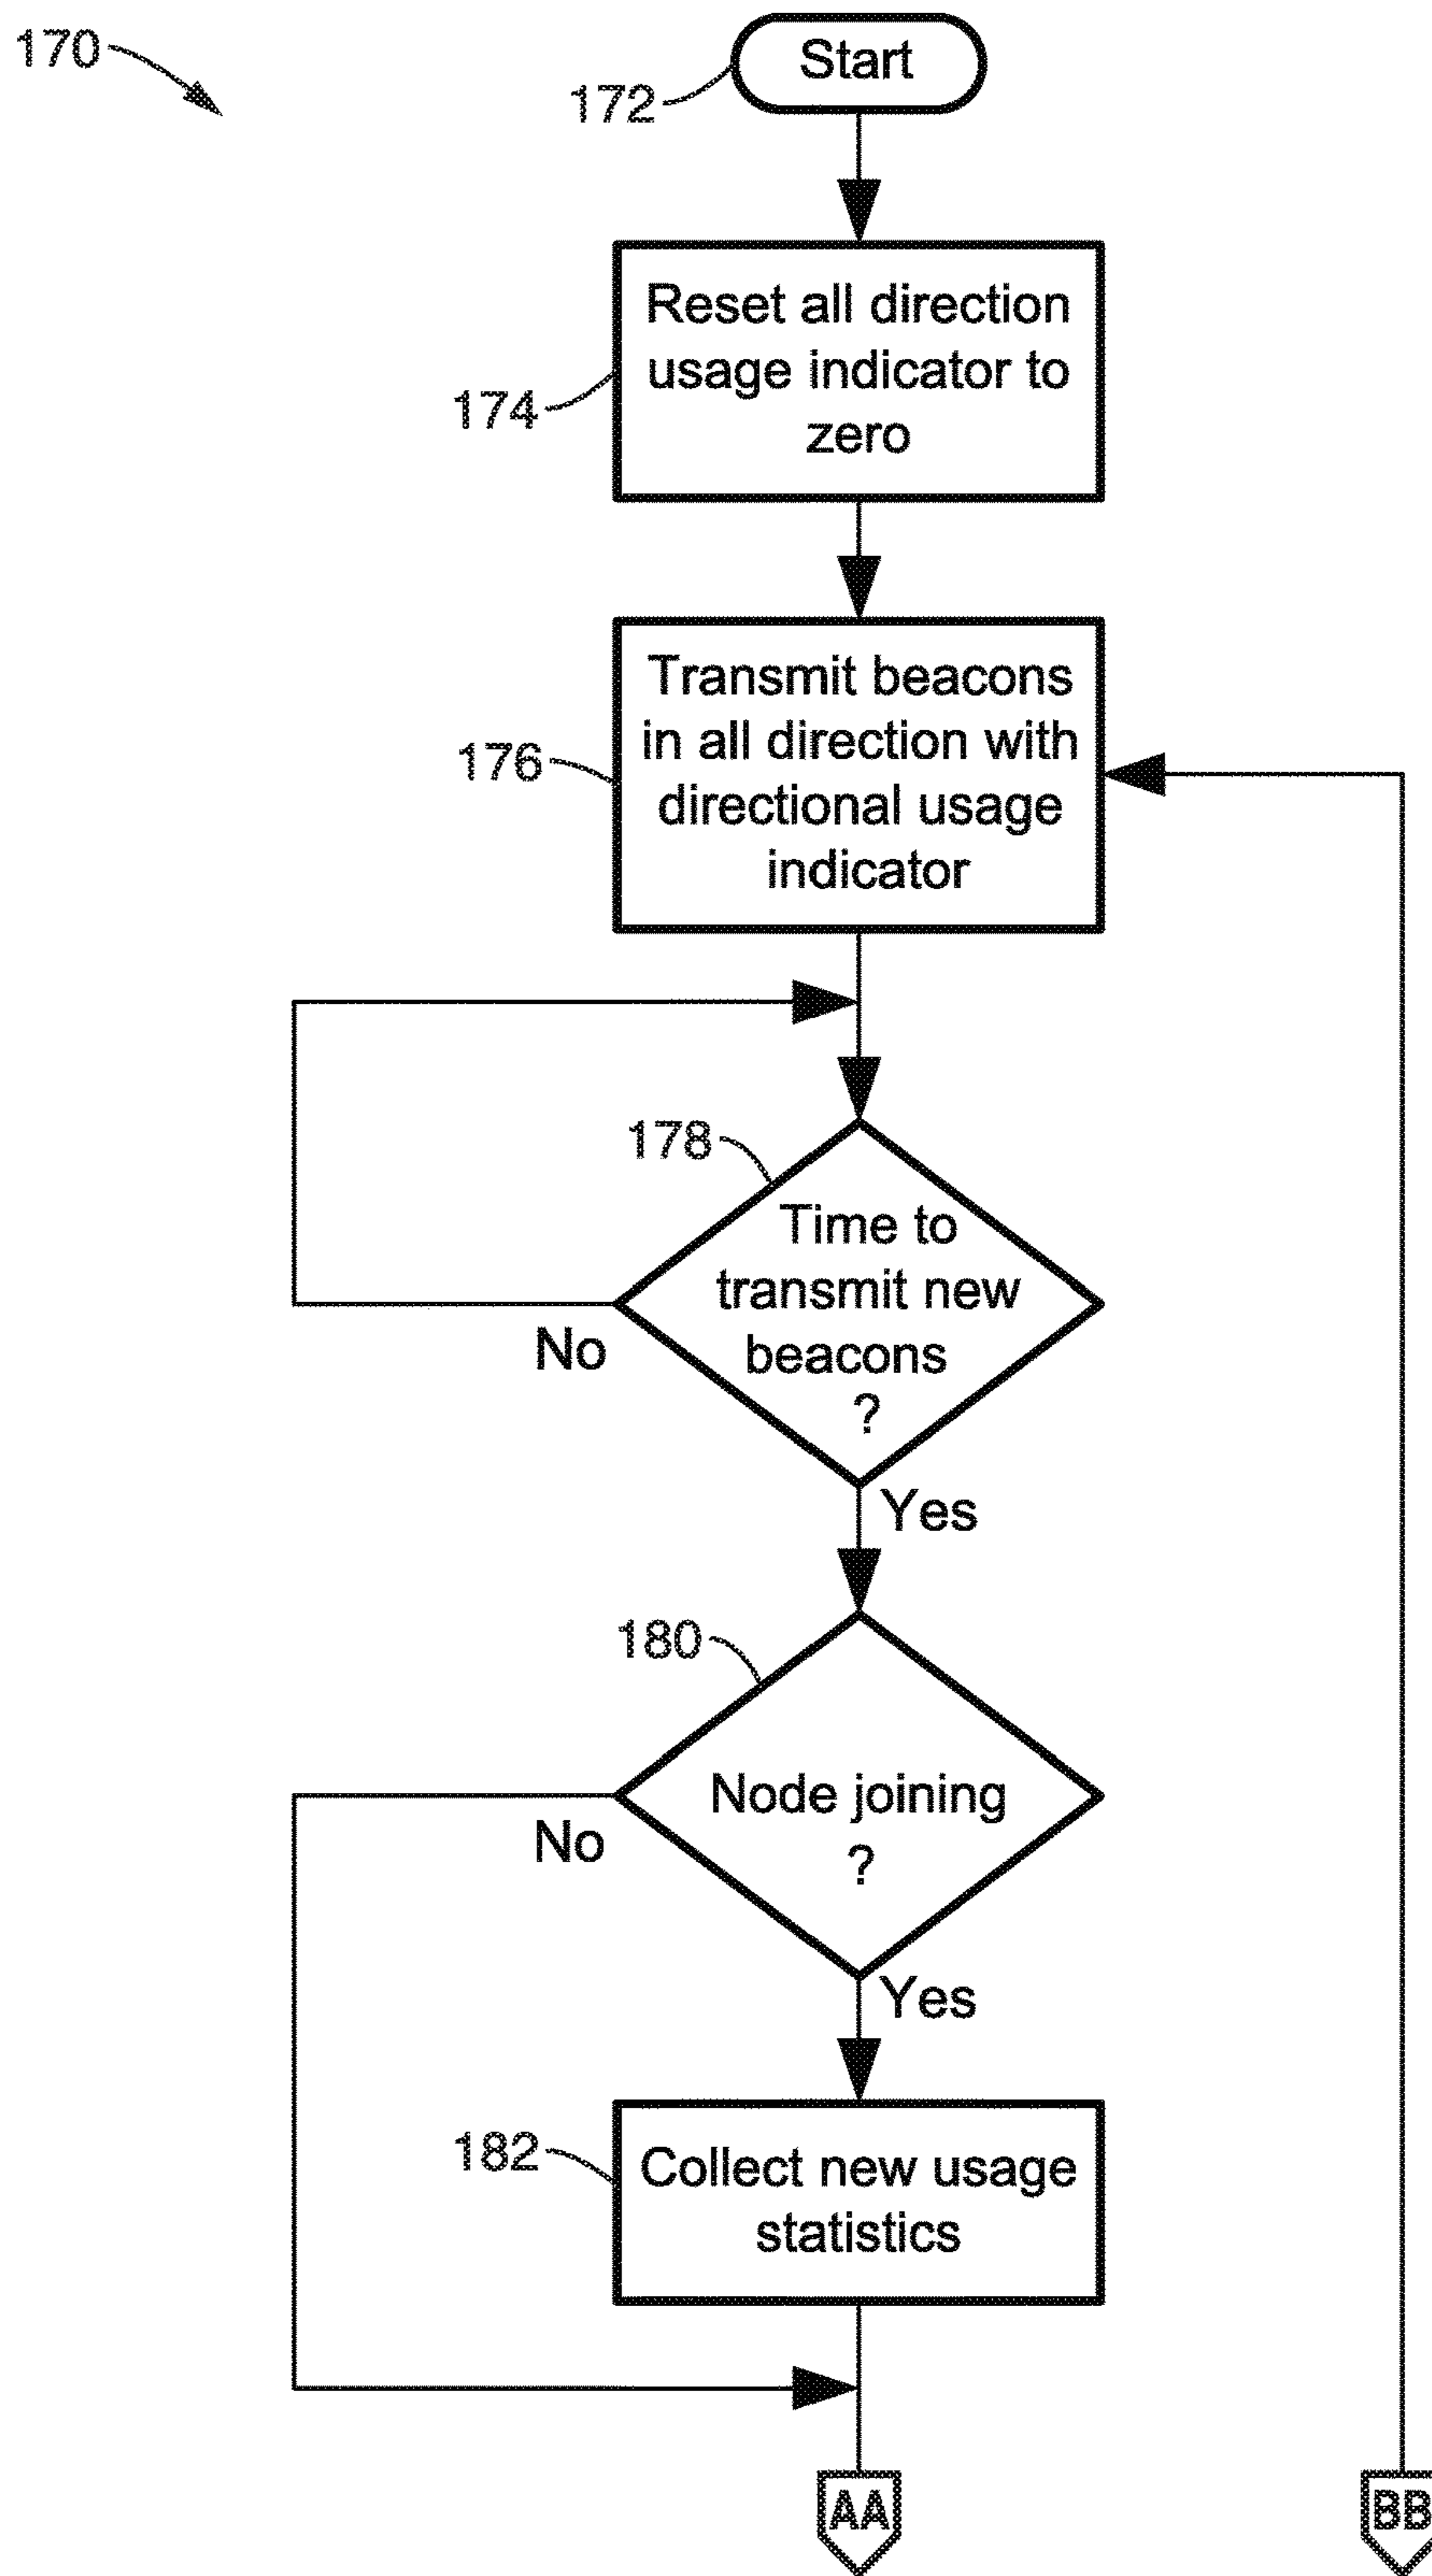 170
Start
172
Reset all direction
usage indicator to
zero
174
Transmit beacons
in all direction with
directional usage
indicator
176
178
Time to
transmit new
beacons
?
No
Yes
180
Node joining
?
No
Yes
182
Collect new usage
statistics
AA
BB